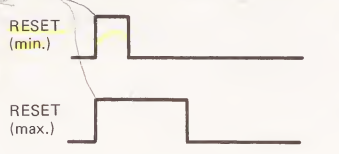 RESET
(min.)
RESET
(max.)